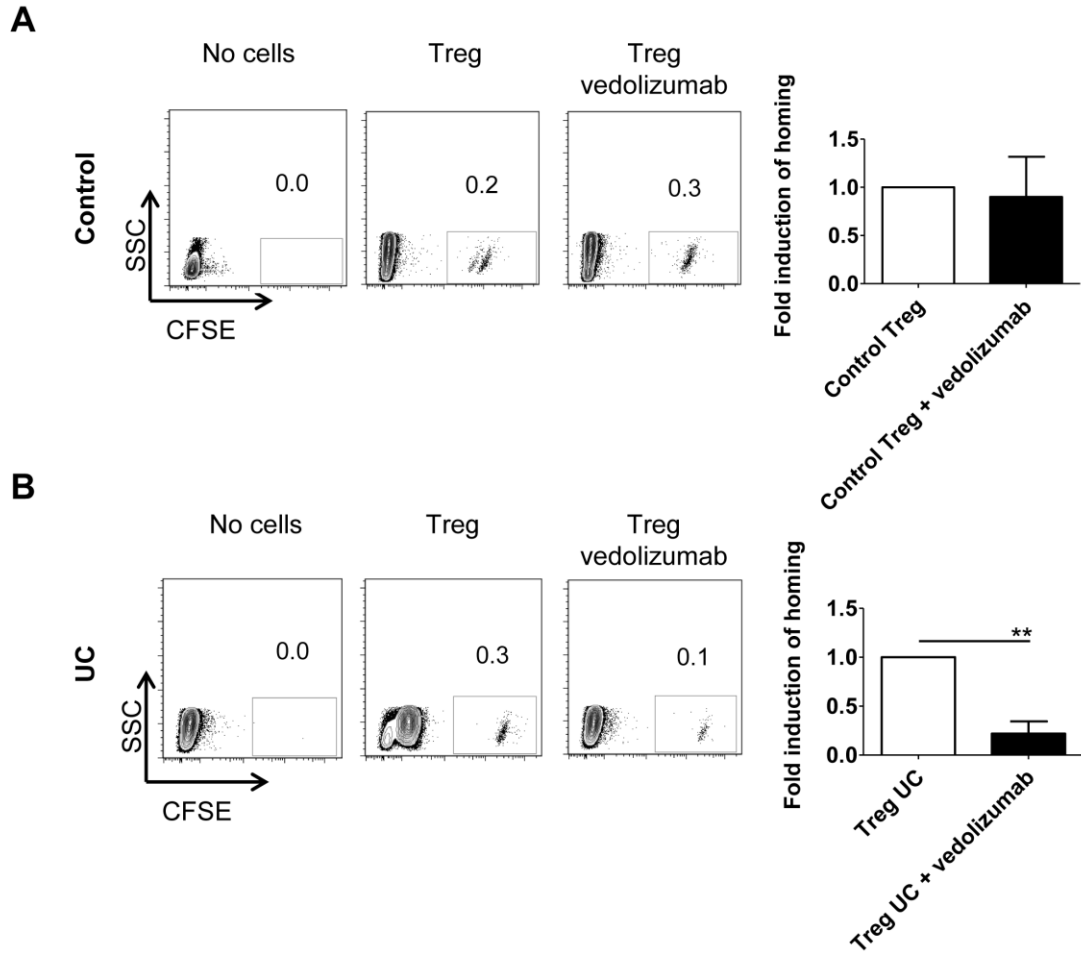 A
No cells
Treg
Treg
vedolizumab
Control
SSC
CFSE
0.0
0.2
0.3
Fold induction of homing
1.5
1.0
0.5
0.0
Control Treg
Control Treg + vedolizumab
B
No cells
Treg
Treg
vedolizumab
UC
SSC
CFSE
0.0
0.3
0.1
Fold induction of homing
1.5
1.0
0.5
0.0
**
Treg UC
Treg UC + vedolizumab